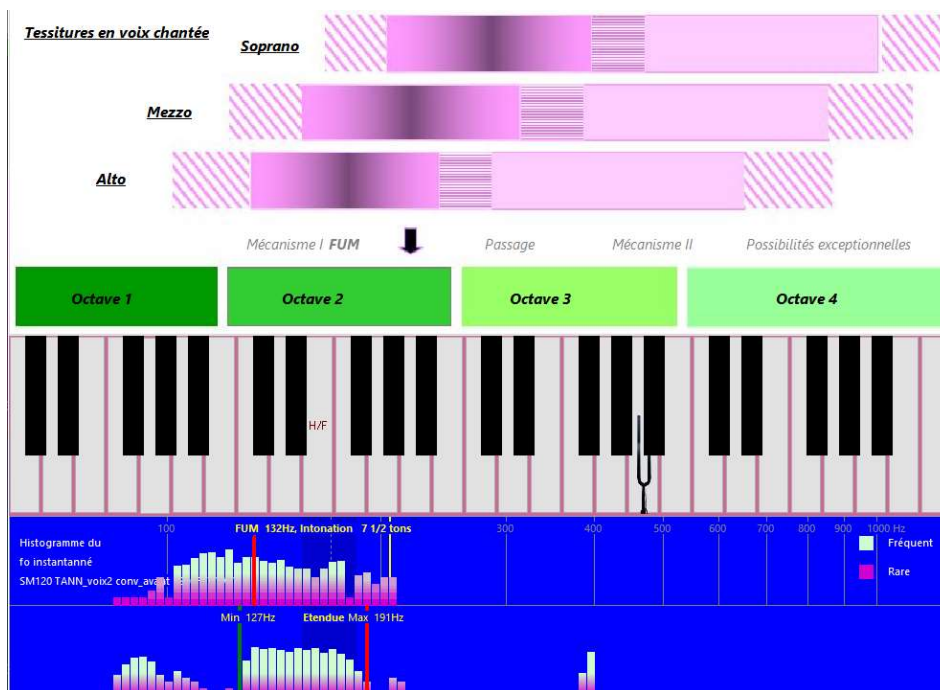 Tessitures en voix chantée
Soprano
Mezzo
Alto
Mécanisme I FUM Passage Mécanisme II Possibilités exceptionnelles
Octave 1 Octave 2 Octave 3 Octave 4
H/F
100 300 400 500 600 700 800 900 1000 Hz
FUM 132Hz, Intonation 7 1/2 tons
Histogramme du
fo instantanné
SM120 TANN_voix2 conv_avant
Fréquent
Rare
Min 127Hz Etendue Max 191Hz